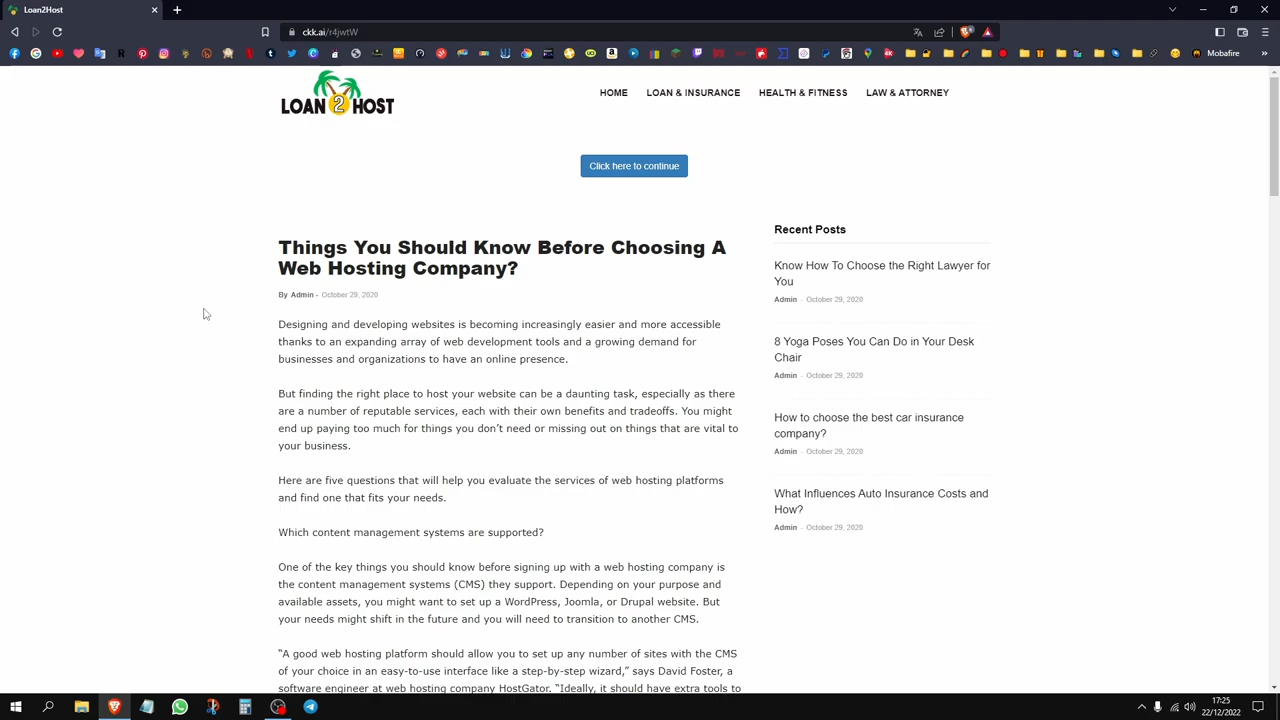 Loan2Host
ckk.ai/r4jwtW
Mobafire
LOAN 2 HOST
HOME
LOAN & INSURANCE
HEALTH & FITNESS
LAW & ATTORNEY
Click here to continue
Things You Should Know Before Choosing A
Web Hosting Company?
By Admin - October 29, 2020
Designing and developing websites is becoming increasingly easier and more accessible
thanks to an expanding array of web development tools and a growing demand for
businesses and organizations to have an online presence.
But finding the right place to host your website can be a daunting task, especially as there
are a number of reputable services, each with their own benefits and tradeoffs. You might
end up paying too much for things you don’t need or missing out on things that are vital to
your business.
Here are five questions that will help you evaluate the services of web hosting platforms
and find one that fits your needs.
Which content management systems are supported?
One of the key things you should know before signing up with a web hosting company is
the content management systems (CMS) they support. Depending on your purpose and
available assets, you might want to set up a WordPress, Joomla, or Drupal website. But
your needs might shift in the future and you will need to transition to another CMS.
“A good web hosting platform should allow you to set up any number of sites with the CMS
of your choice in an easy-to-use interface like a step-by-step wizard,” says David Foster, a
software engineer at web hosting company HostGator. “Ideally, it should have extra tools to
Recent Posts
Know How To Choose the Right Lawyer for
You
Admin - October 29, 2020
8 Yoga Poses You Can Do in Your Desk
Chair
Admin - October 29, 2020
How to choose the best car insurance
company?
Admin - October 29, 2020
What Influences Auto Insurance Costs and
How?
Admin - October 29, 2020
17:25
22/12/2022